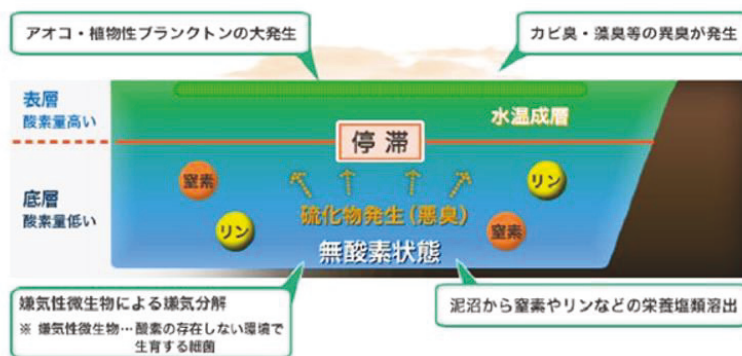 アオコ・植物性プランクトンの大発生
カビ臭・藻臭等の異臭が発生
表層
酸素量高い
水温成層
停滞
窒素
リン
底層
酸素量低い
硫化物発生(悪臭)
リン
窒素
無酸素状態
嫌気性微生物による嫌気分解
※ 嫌気性微生物…酸素の存在しない環境で
生育する細菌
泥沼から窒素やリンなどの栄養塩類溶出